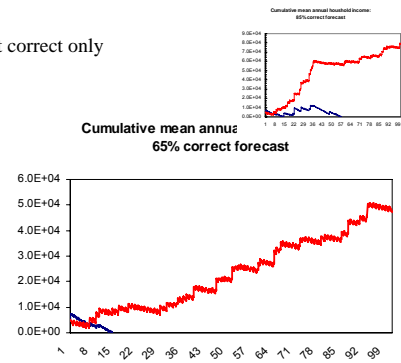 Cumulative mean annual houshold income:
85% correct forecast
t correct only
9.0E+04
8.0E+04
7.0E+04
6.0E+04
5.0E+04
4.0E+04
3.0E+04
2.0E+04
1.0E+04
0.0E+00
1 8 15 22 29 36 43 50 57 64 71 78 85 92 99
Cumulative mean annua
65% correct forecast
6.0E+04
5.0E+04
4.0E+04
3.0E+04
2.0E+04
1.0E+04
0.0E+00
1 8 15 22 29 36 43 50 57 64 71 78 85 92 99